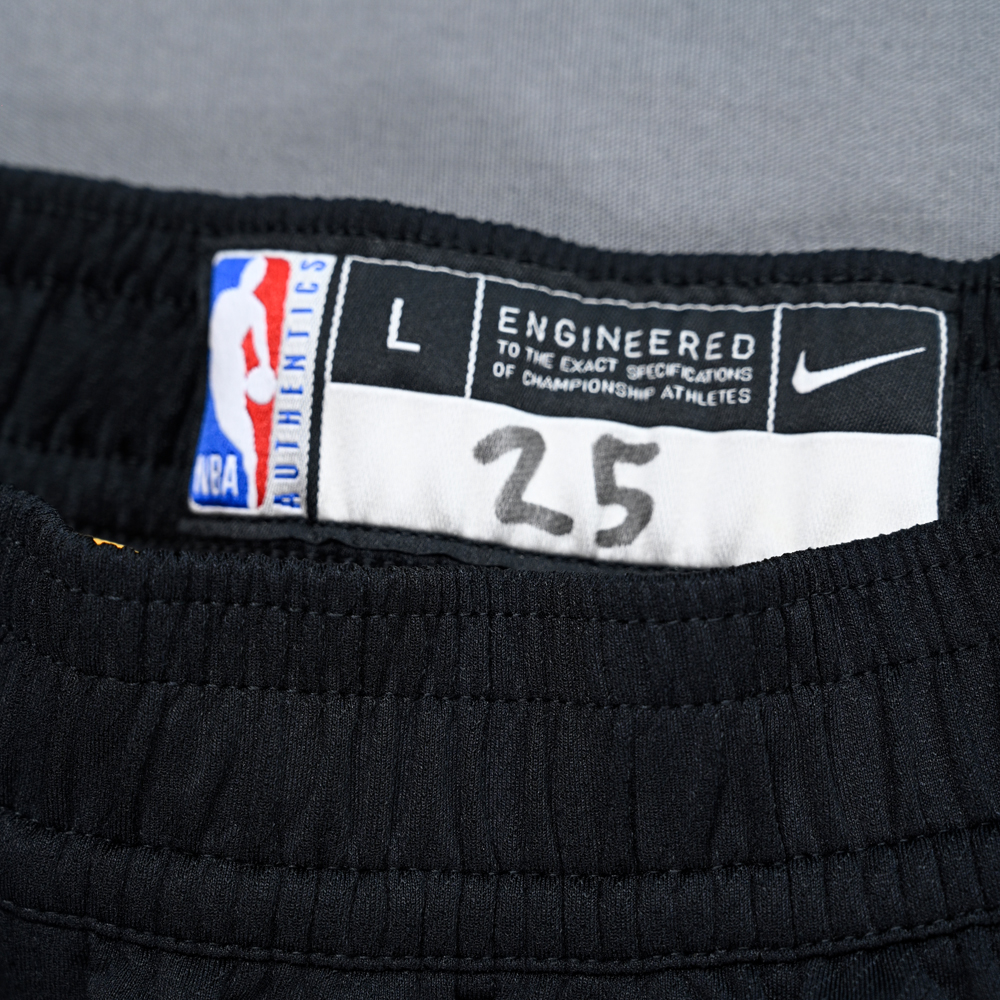 NBA
AUTHENTICS
L
ENGINEERED
TO THE EXACT SPECIFICATIONS
OF CHAMPIONSHIP ATHLETES
25